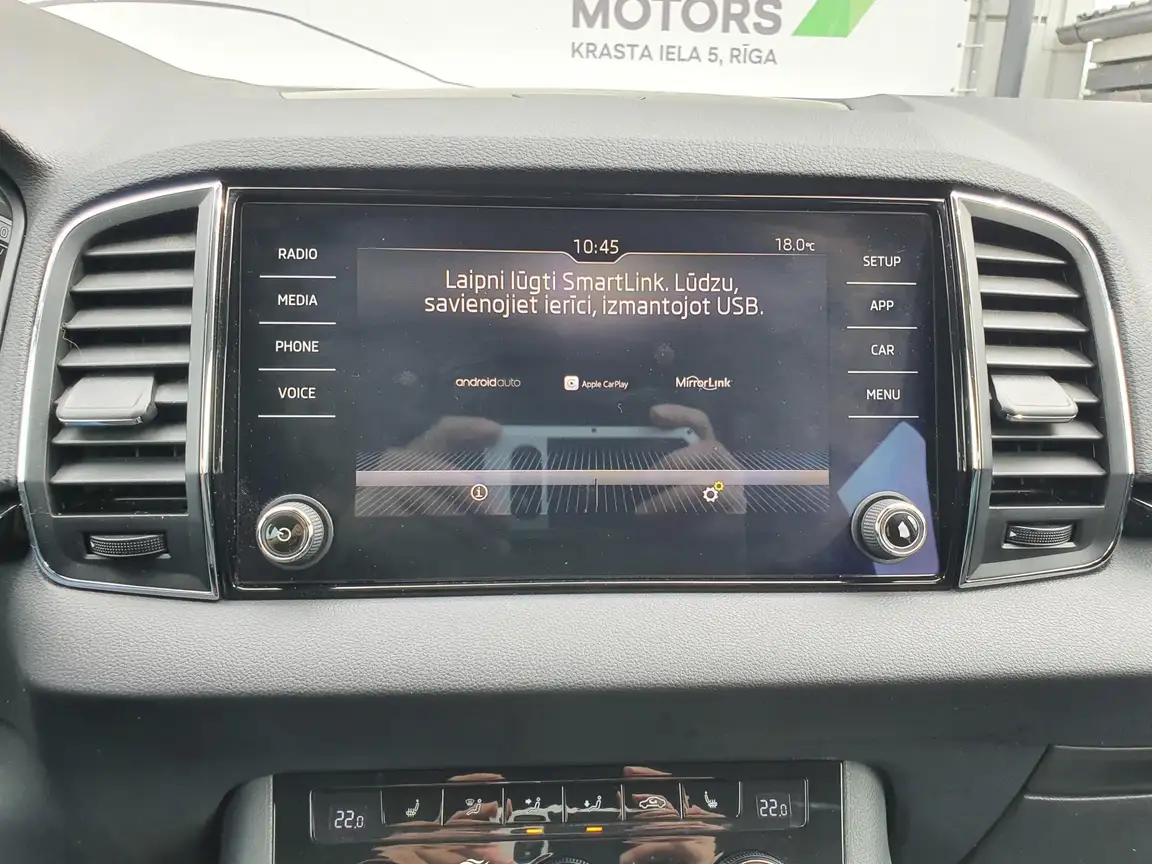 MOTORS
KRASTA IELA 5, RĪGA
10:45
18.0°C
Laipni lūgti SmartLink. Lūdzu,
savienojiet ierīci, izmantojot USB.
androidauto
Apple CarPlay
MirrorLink
RADIO
MEDIA
PHONE
VOICE
SETUP
APP
CAR
MENU
22.0
22.0